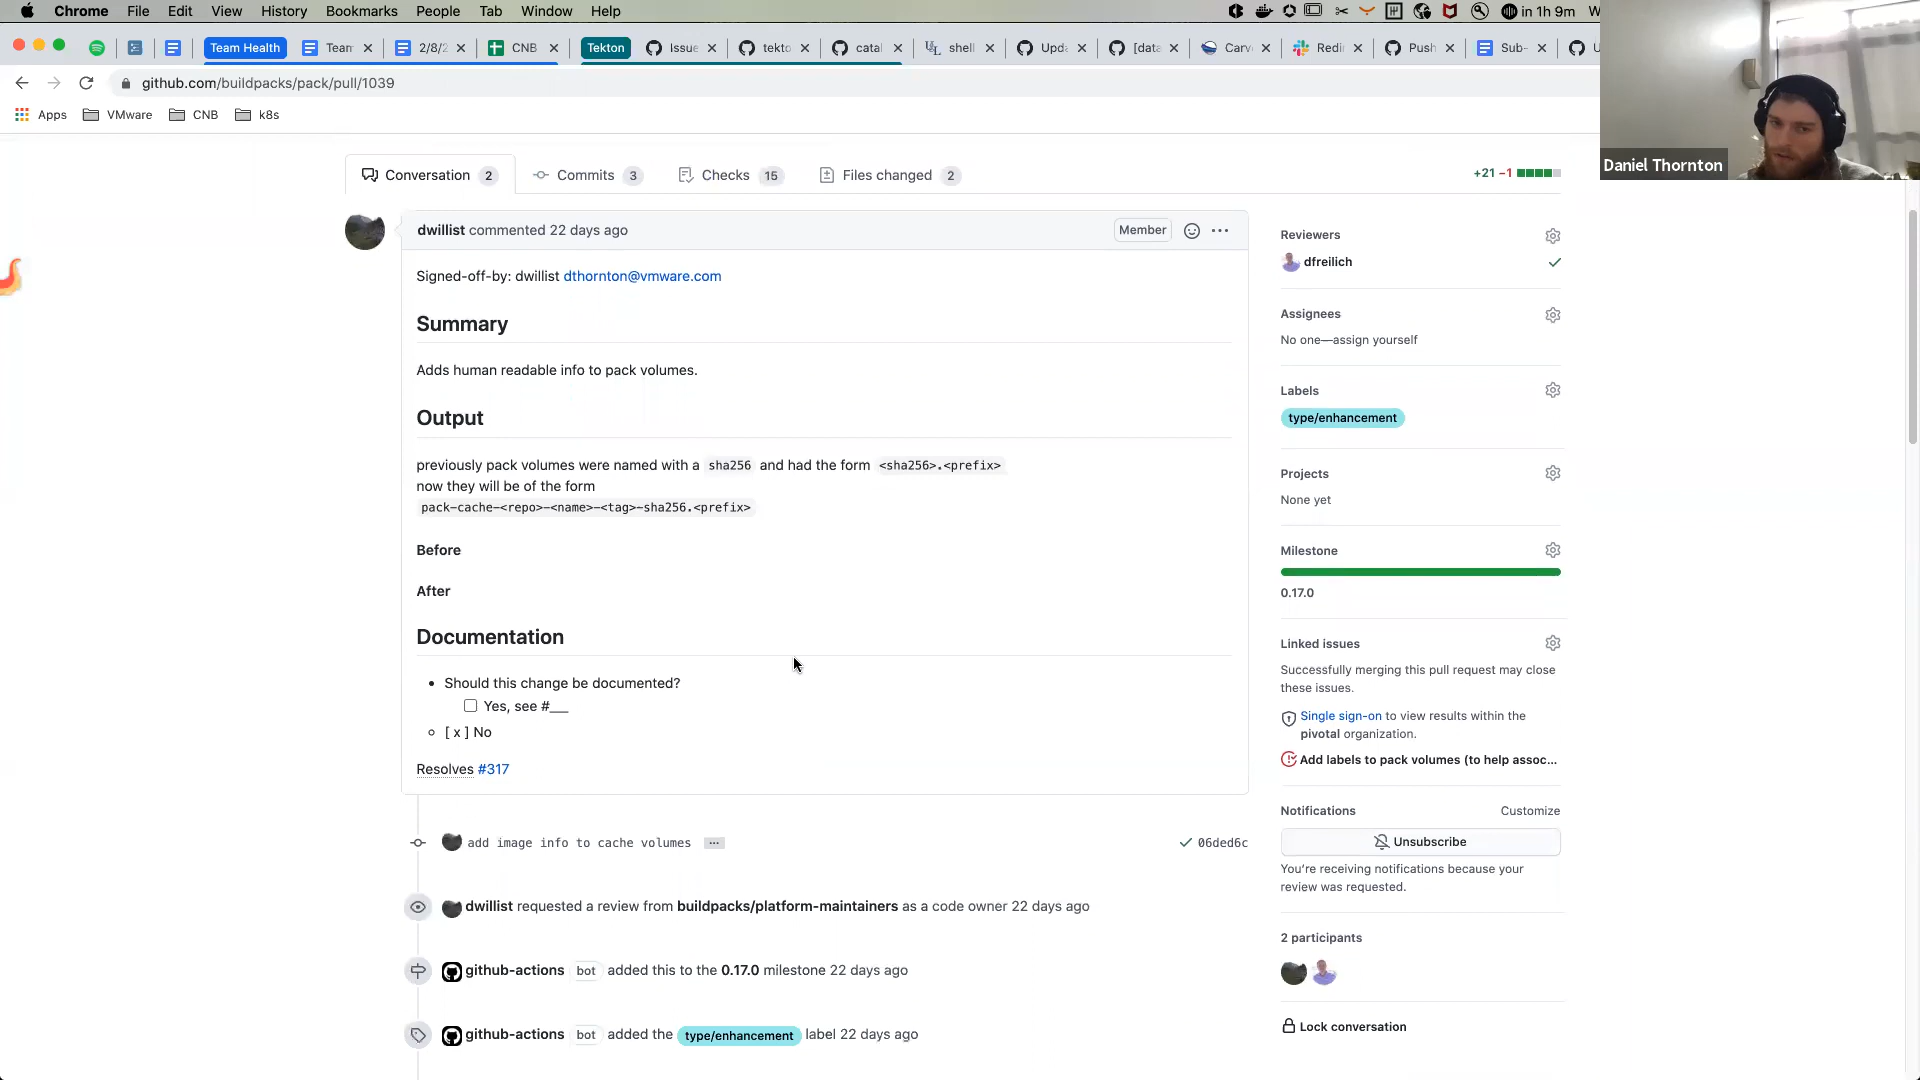 Chrome File Edit View History Bookmarks People Tab Window Help
in 1h 9m W
Team Health Team 2/8/2 CNB Tekton Issue tekto catal shell Upda [data Carv Redi Push Sub- U
github.com/buildpacks/pack/pull/1039
Apps VMware CNB k8s
Daniel Thornton
Conversation 2 Commits 3 Checks 15 Files changed 2
+21 −1
dwillist commented 22 days ago
Member
Signed-off-by: dwillist dthornton@vmware.com
Summary
Adds human readable info to pack volumes.
Output
previously pack volumes were named with a sha256 and had the form <sha256>.<prefix>
now they will be of the form
pack-cache-<repo>-<name>-<tag>-sha256.<prefix>
Before
After
Documentation
Should this change be documented?
Yes, see #___
[ x ] No
Resolves #317
add image info to cache volumes ...
06ded6c
dwillist requested a review from buildpacks/platform-maintainers as a code owner 22 days ago
github-actions bot added this to the 0.17.0 milestone 22 days ago
github-actions bot added the type/enhancement label 22 days ago
Reviewers
dfreilich
Assignees
No one—assign yourself
Labels
type/enhancement
Projects
None yet
Milestone
0.17.0
Linked issues
Successfully merging this pull request may close
these issues.
Single sign-on to view results within the
pivotal organization.
Add labels to pack volumes (to help assoc...
Notifications
Customize
Unsubscribe
You're receiving notifications because your
review was requested.
2 participants
Lock conversation